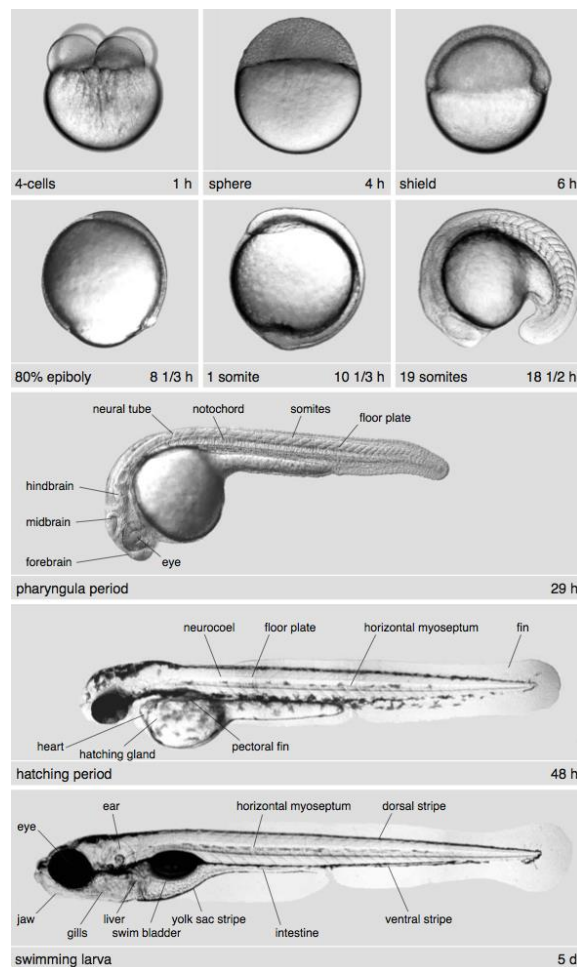 4-cells 1 h
sphere 4 h
shield 6 h
80% epiboly 8 1/3 h
1 somite 10 1/3 h
19 somites 18 1/2 h
neural tube
notochord
somites
floor plate
hindbrain
midbrain
forebrain
eye
pharyngula period 29 h
neurocoel
floor plate
horizontal myoseptum
fin
heart
hatching gland
pectoral fin
hatching period 48 h
eye
ear
horizontal myoseptum
dorsal stripe
jaw
gills
liver
swim bladder
yolk sac stripe
intestine
ventral stripe
swimming larva 5 d